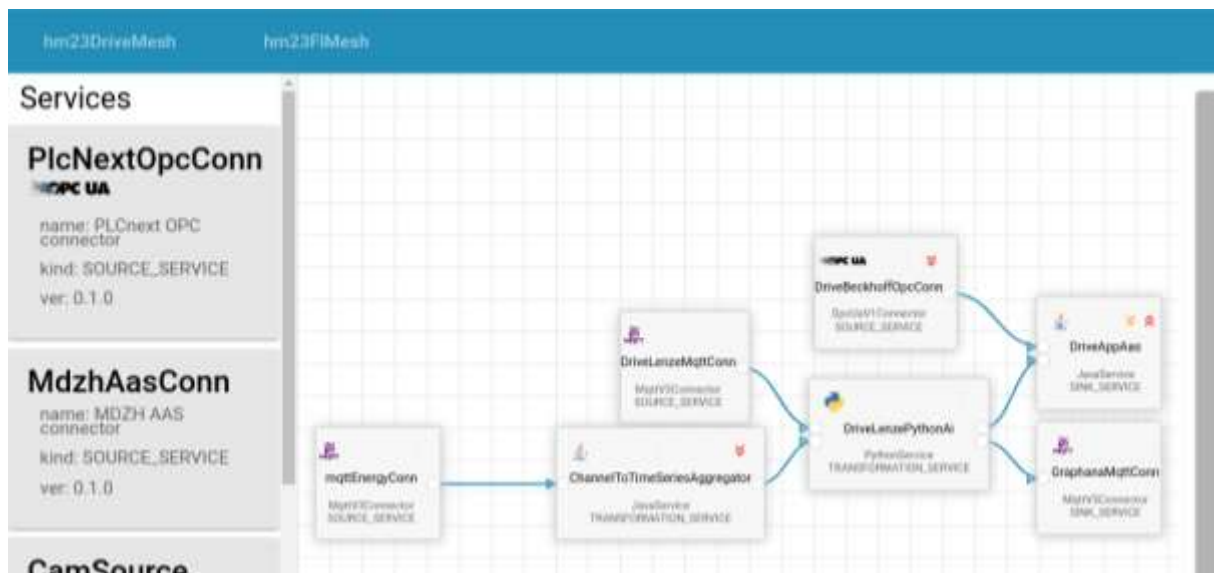 hm23DriveMesh
hm23FlMesh
Services
PlcNextOpcConn
OPC UA
name: PLCnext OPC
connector
kind: SOURCE_SERVICE
ver: 0.1.0
MdzhAasConn
name: MDZH AAS
connector
kind: SOURCE_SERVICE
ver: 0.1.0
CamSource
OPC UA
DriveBeckhoffOpcConn
OpcUaV1Connector
SOURCE_SERVICE
DriveLenzeMqttConn
MqttV3Connector
SOURCE_SERVICE
mqttEnergyConn
MqttV3Connector
SOURCE_SERVICE
ChannelToTimeSeriesAggregator
JavaService
TRANSFORMATION_SERVICE
DriveLenzePythonAi
PythonService
TRANSFORMATION_SERVICE
DriveAppAas
JavaService
SINK_SERVICE
GraphanaMqttConn
MqttV3Connector
SINK_SERVICE